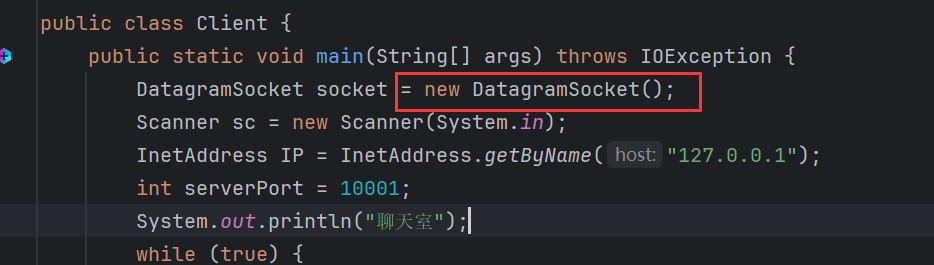 public class Client {
public static void main(String[] args) throws IOException {
DatagramSocket socket = new DatagramSocket();
Scanner sc = new Scanner(System.in);
InetAddress IP = InetAddress.getByName( host: "127.0.0.1");
int serverPort = 10001;
System.out.println("聊天室");
while (true) {